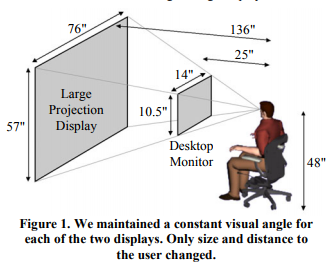 76"
136"
25"
14"
Large
Projection
Display
10.5"
57"
Desktop
Monitor
48"
Figure 1. We maintained a constant visual angle for
each of the two displays. Only size and distance to
the user changed.